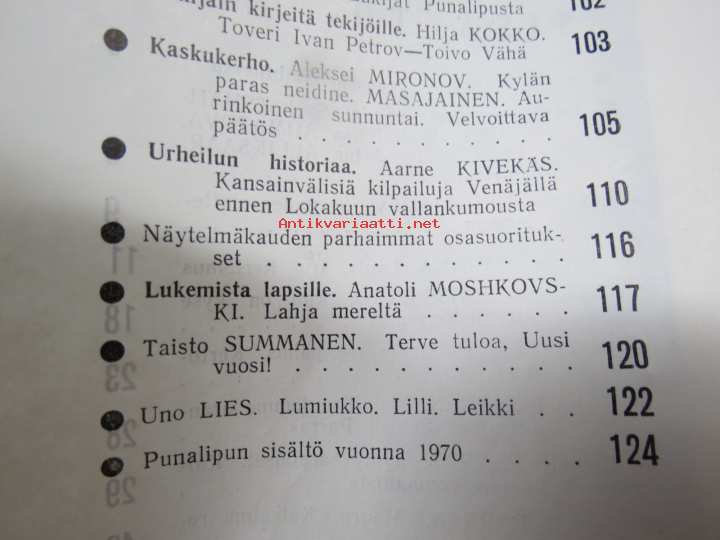 kirjeitä tekijöille. Hilja KOKKO.
Toveri Ivan Petrov—Toivo Vähä 103
Kaskukerho. Aleksei MIRONOV. Kylän
paras neidine. MASAJAINEN. Au-
rinkoinen sunnuntai. Velvoittava
päätös . . . . . . . . . . 105
Urheilun historiaa. Aarne KIVEKÄS.
Kansainvälisiä kilpailuja Venäjällä
ennen Lokakuun vallankumousta 110
Antikvariaatti.net
Näytelmäkauden parhaimmat osasuorituk-
set . . . . . . . . . . . 116
Lukemista lapsille. Anatoli MOSHKOVS-
KI. Lahja mereltä . . . . . . 117
Taisto SUMMANEN. Terve tuloa, Uusi
vuosi! . . . . . . . . . . . 120
Uno LIES. Lumiukko. Lilli. Leikki . . 122
Punalipun sisältö vuonna 1970 . . . . 124